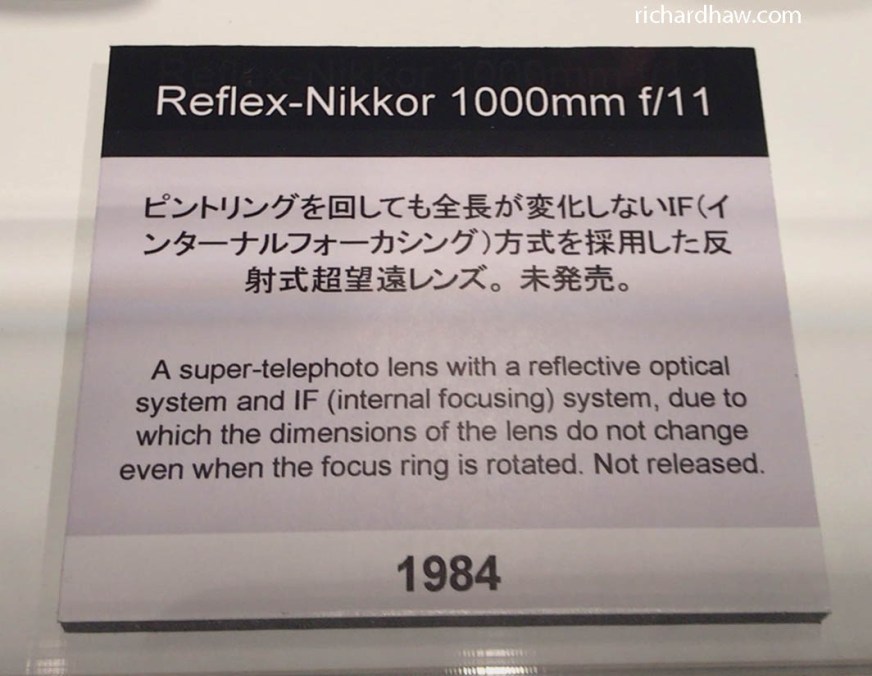 richardhaw.com
Reflex-Nikkor 1000mm f/11
ピントリングを回しても全長が変化しないIF(イ
ンターナルフォーカシング)方式を採用した反
射式超望遠レンズ。未発売。
A super-telephoto lens with a reflective optical
system and IF (internal focusing) system, due to
which the dimensions of the lens do not change
even when the focus ring is rotated. Not released.
1984